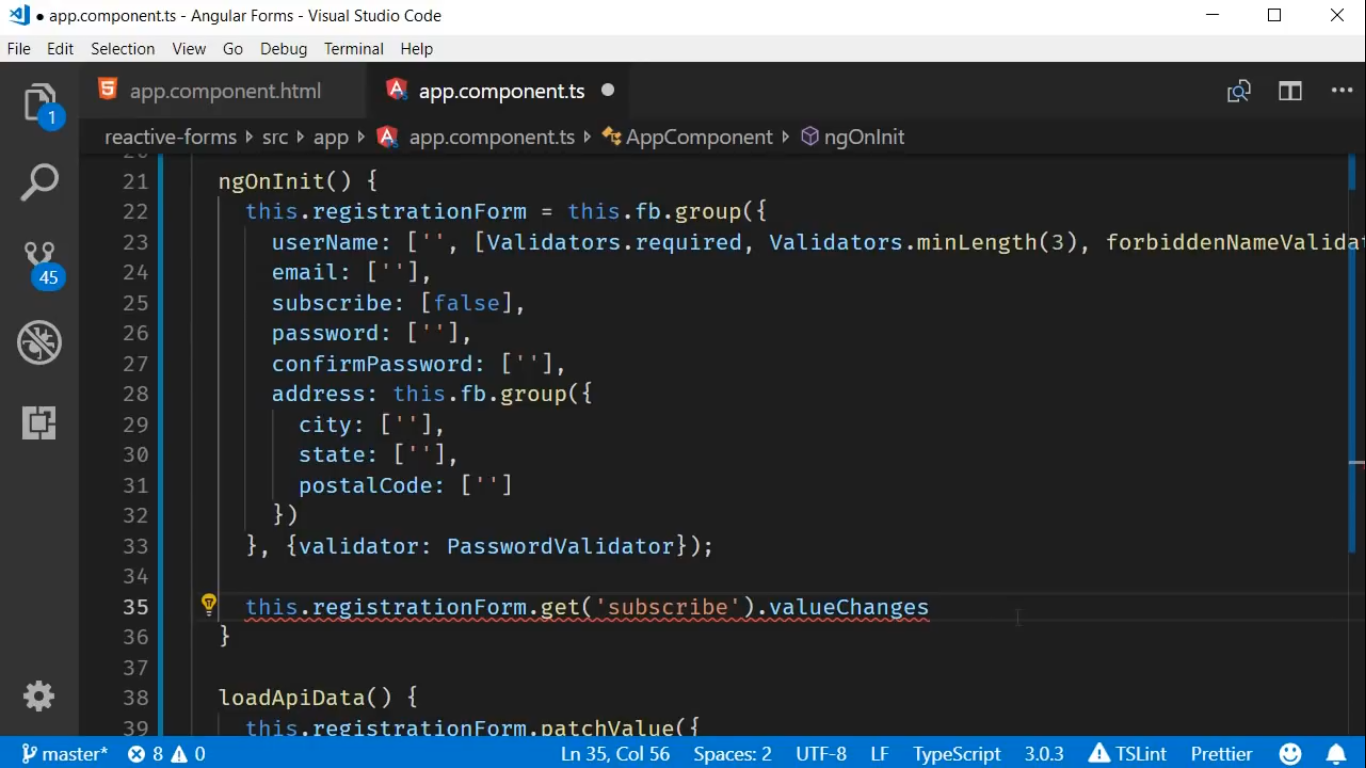 app.component.ts - Angular Forms - Visual Studio Code
File Edit Selection View Go Debug Terminal Help
app.component.html app.component.ts
reactive-forms src app app.component.ts AppComponent ngOnInit
1
45
21 ngOnInit() {
22 this.registrationForm = this.fb.group({
23 userName: ['', [Validators.required, Validators.minLength(3), forbiddenNameValida
24 email: [''],
25 subscribe: [false],
26 password: [''],
27 confirmPassword: [''],
28 address: this.fb.group({
29 city: [''],
30 state: [''],
31 postalCode: ['']
32 })
33 }, {validator: PasswordValidator});
34
35 this.registrationForm.get('subscribe').valueChanges
36 }
37
38 loadApiData() {
39 this.registrationForm.patchValue({
master* 8 0 Ln 35, Col 56 Spaces: 2 UTF-8 LF TypeScript 3.0.3 TSLint Prettier